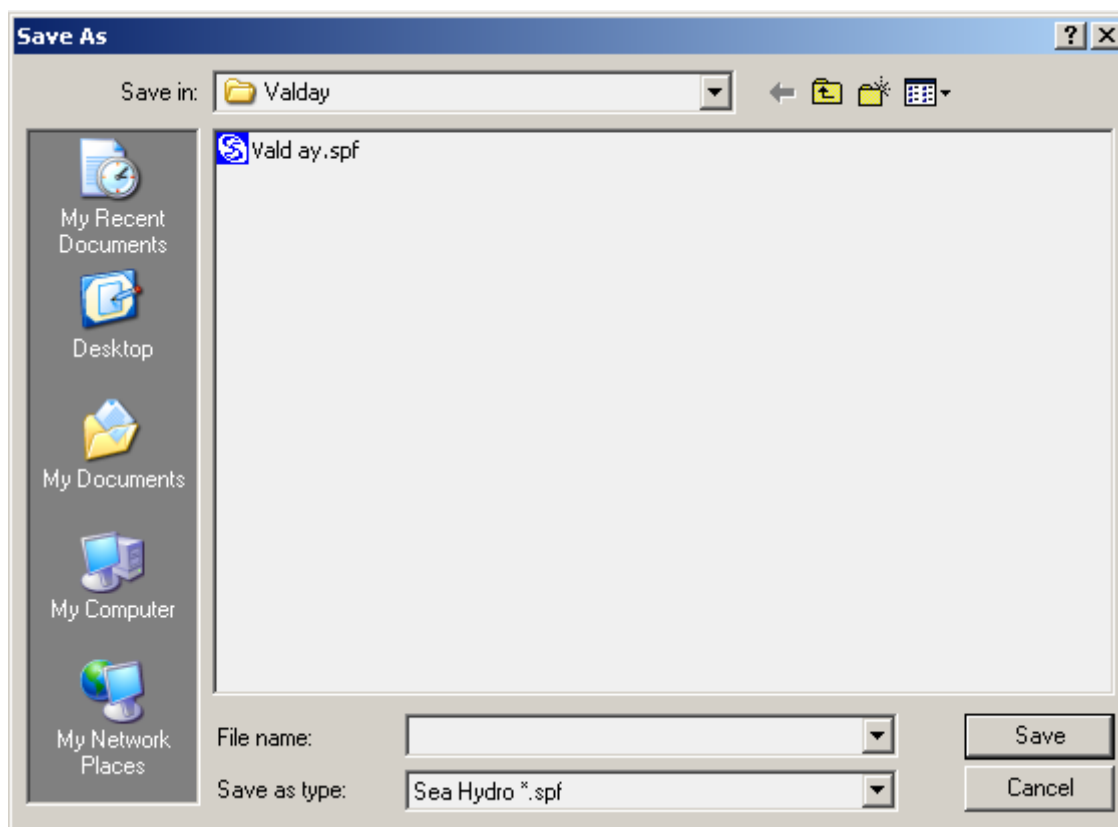 Save As
Save in: Valday
Vald ay.spf
My Recent
Documents
Desktop
My Documents
My Computer
My Network
Places
File name: Save
Save as type: Sea Hydro *.spf Cancel